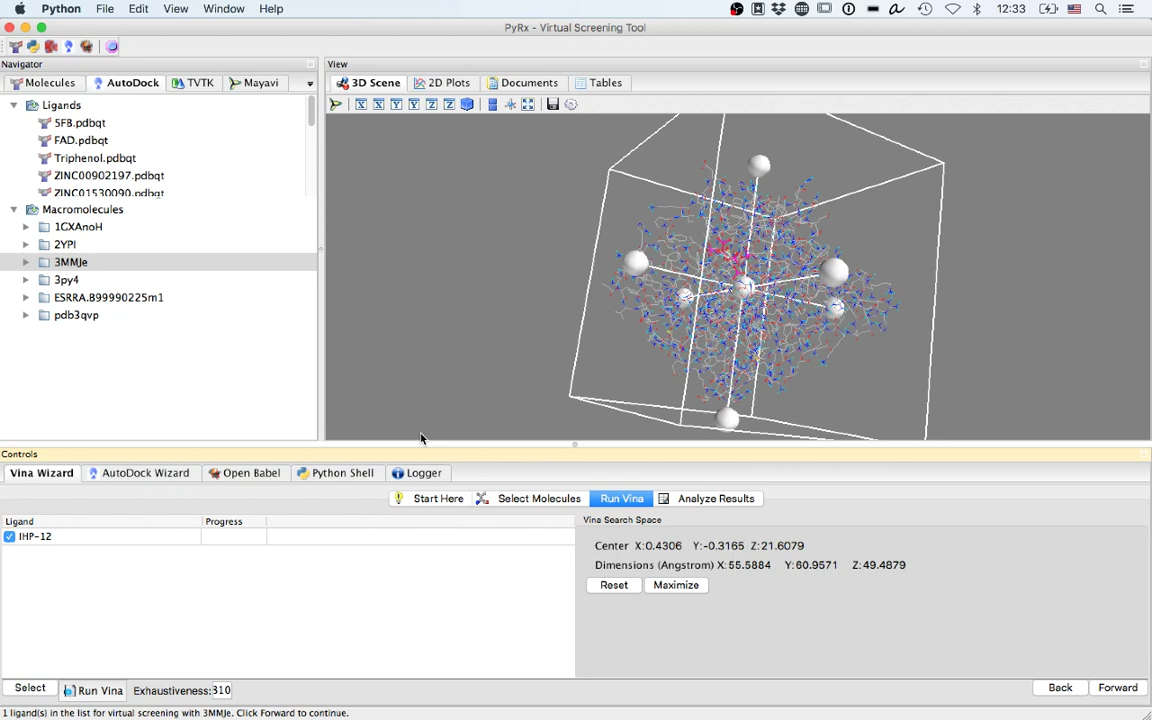 Python File Edit View Window Help 12:33
PyRx - Virtual Screening Tool
Navigator
View
Molecules AutoDock TVTK Mayavi
3D Scene 2D Plots Documents Tables
Ligands
5FB.pdbqt
FAD.pdbqt
Triphenol.pdbqt
ZINC00902197.pdbqt
ZINC01530090.pdbqt
Macromolecules
1CXAnoH
2YPI
3MMJe
3py4
ESRRA.B99990225m1
pdb3qvp
X X Y Y Z Z
Controls
Vina Wizard AutoDock Wizard Open Babel Python Shell Logger
Start Here Select Molecules Run Vina Analyze Results
Ligand Progress
IHP-12
Vina Search Space
Center X:0.4306 Y:-0.3165 Z:21.6079
Dimensions (Angstrom) X:55.5884 Y:60.9571 Z:49.4879
Reset Maximize
Select Run Vina Exhaustiveness: 310
Back Forward
1 ligand(s) in the list for virtual screening with 3MMJe. Click Forward to continue.